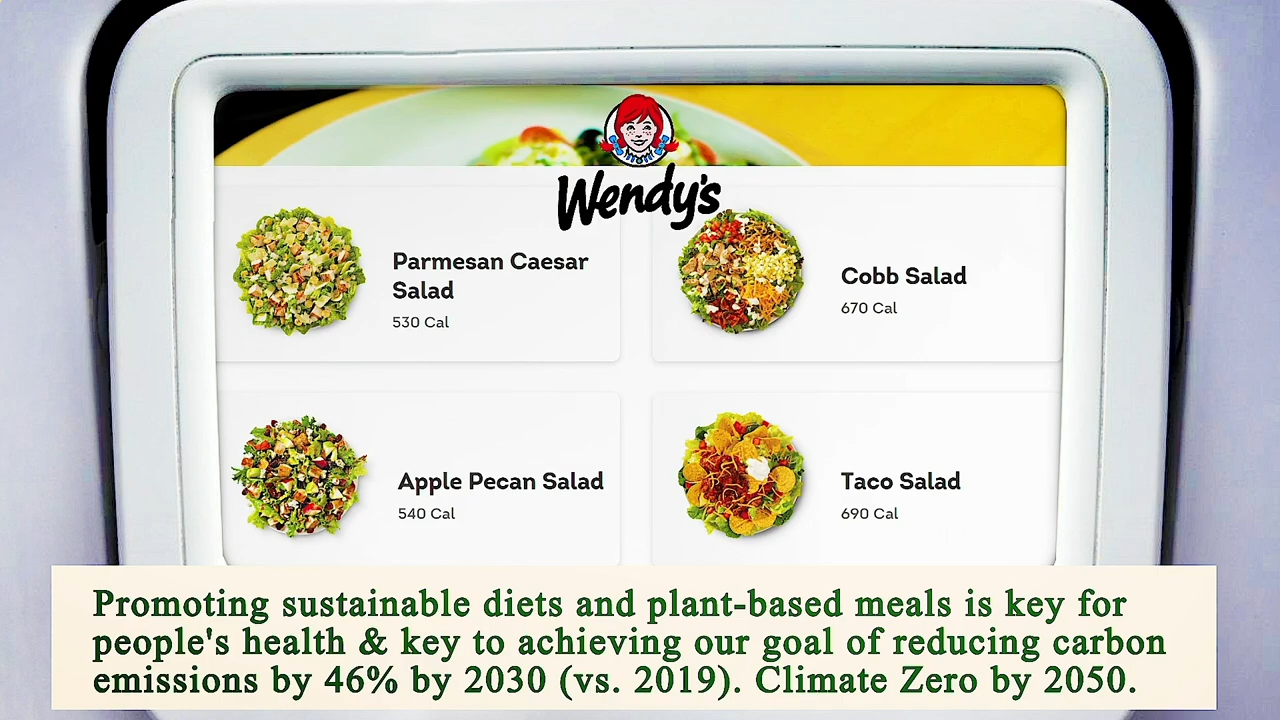 Wendy's
Parmesan Caesar
Salad
530 Cal
Cobb Salad
670 Cal
Apple Pecan Salad
540 Cal
Taco Salad
690 Cal
Promoting sustainable diets and plant-based meals is key for
people's health & key to achieving our goal of reducing carbon
emissions by 46% by 2030 (vs. 2019). Climate Zero by 2050.